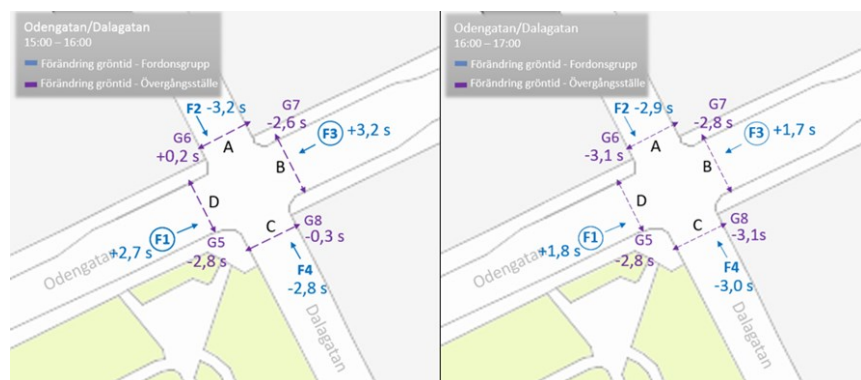 Odengatan/Dalagatan
15:00 – 16:00
Förändring gröntid - Fordonsgrupp
Förändring gröntid - Övergångsställe
F2 -3,2 s
G7
-2,6 s
F3 +3,2 s
G6
+0,2 s
A
B
D
C
G8
-0,3 s
F1
+2,7 s
G5
-2,8 s
F4
-2,8 s
Odengatan
Dalagatan
Odengatan/Dalagatan
16:00 – 17:00
Förändring gröntid - Fordonsgrupp
Förändring gröntid - Övergångsställe
F2 -2,9 s
G7
-2,8 s
F3 +1,7 s
G6
-3,1 s
A
B
D
C
G8
-3,1s
F1
+1,8 s
G5
-2,8 s
F4
-3,0 s
Odengatan
Dalagatan